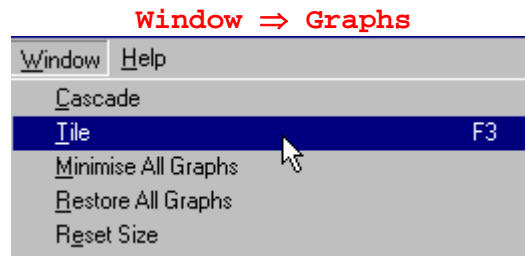 Window ⇒ Graphs
Window Help
Cascade
Tile F3
Minimise All Graphs
Restore All Graphs
Reset Size